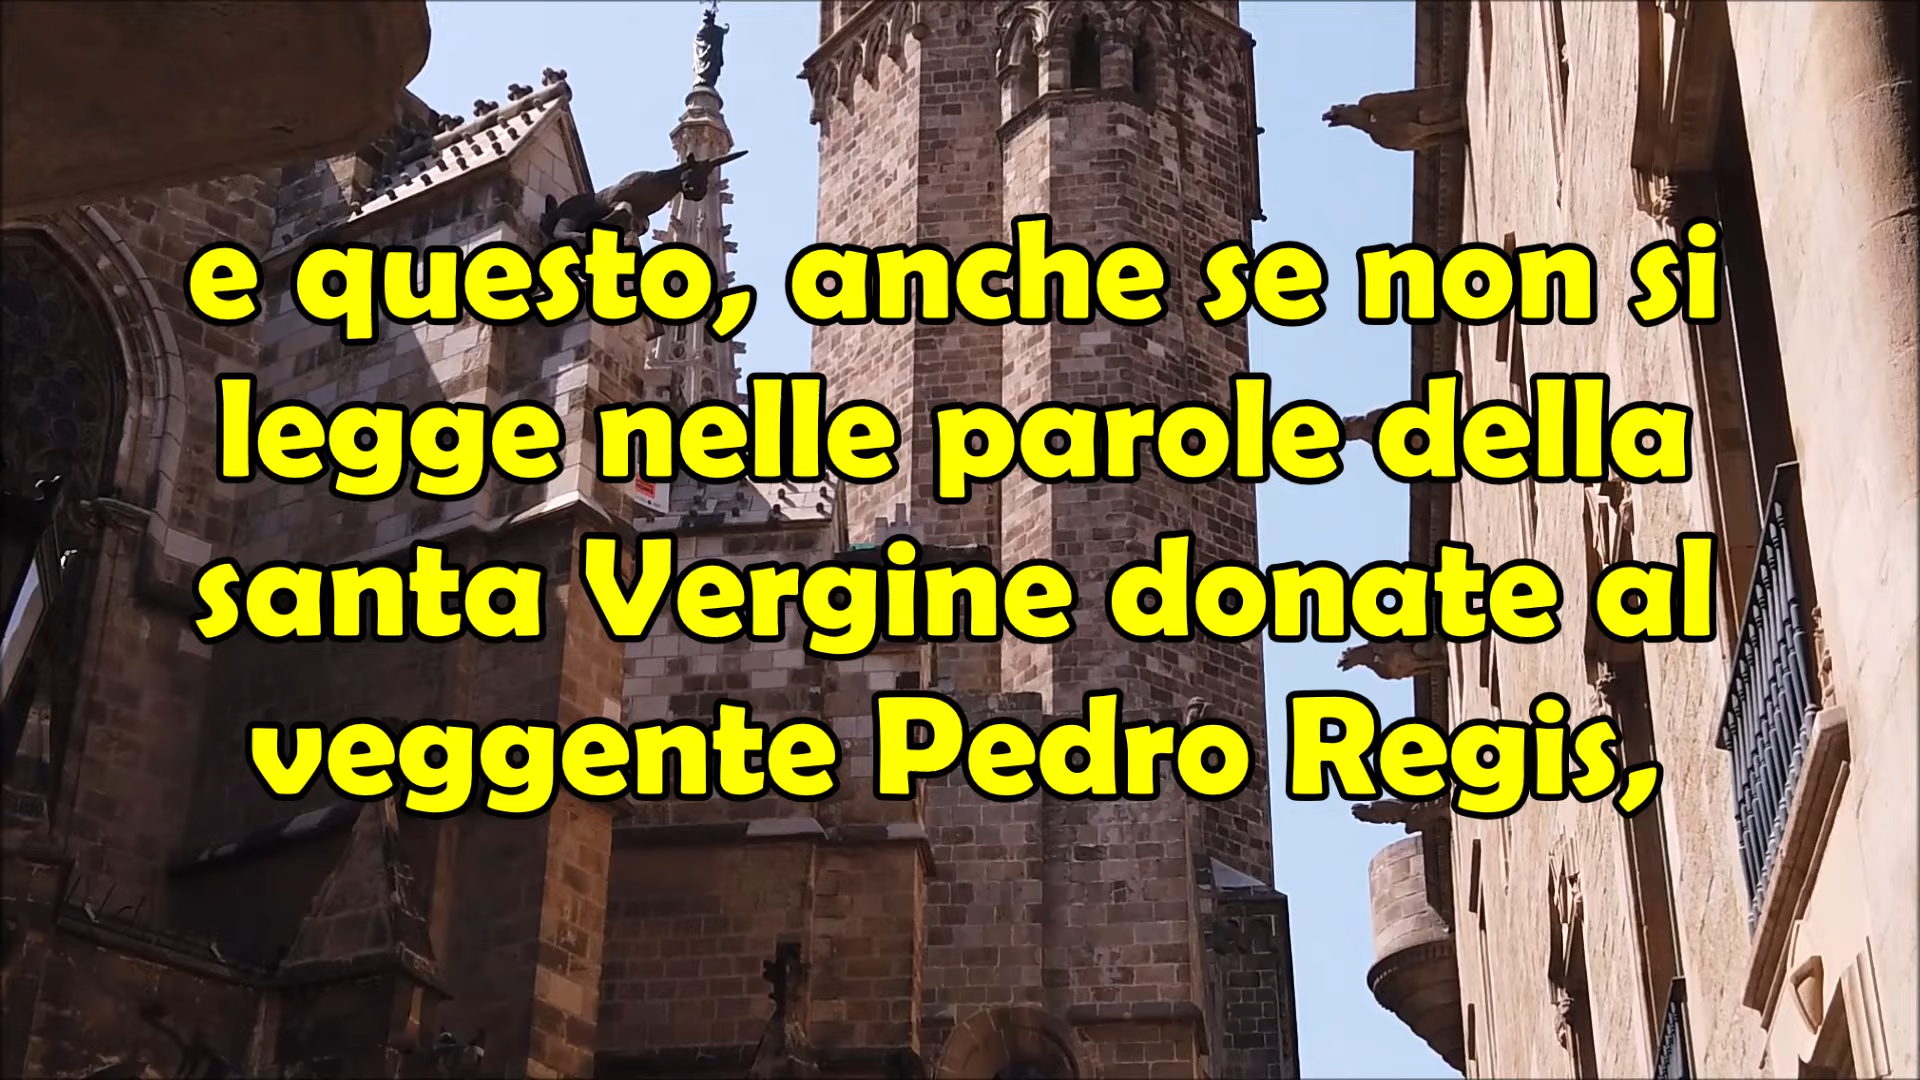 e questo, anche se non si
legge nelle parole della
santa Vergine donate al
veggente Pedro Regis,